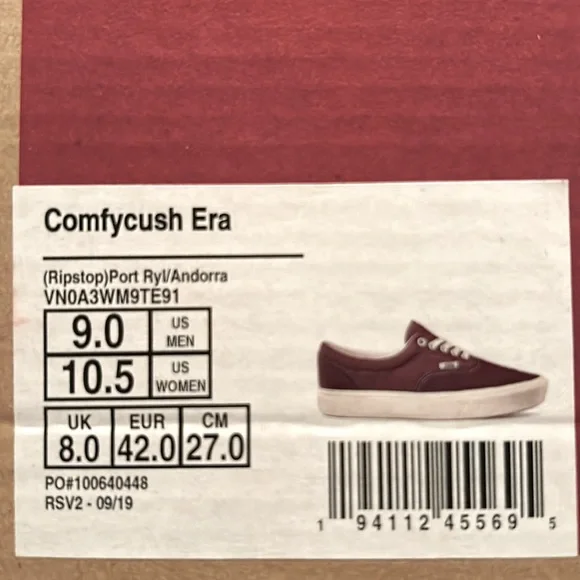 Comfycush Era
(Ripstop)Port Ryl/Andorra
VN0A3WM9TE91
9.0 US MEN
10.5 US WOMEN
UK EUR CM
8.0 42.0 27.0
PO#100640448
RSV2 - 09/19
1 94112 45569 5